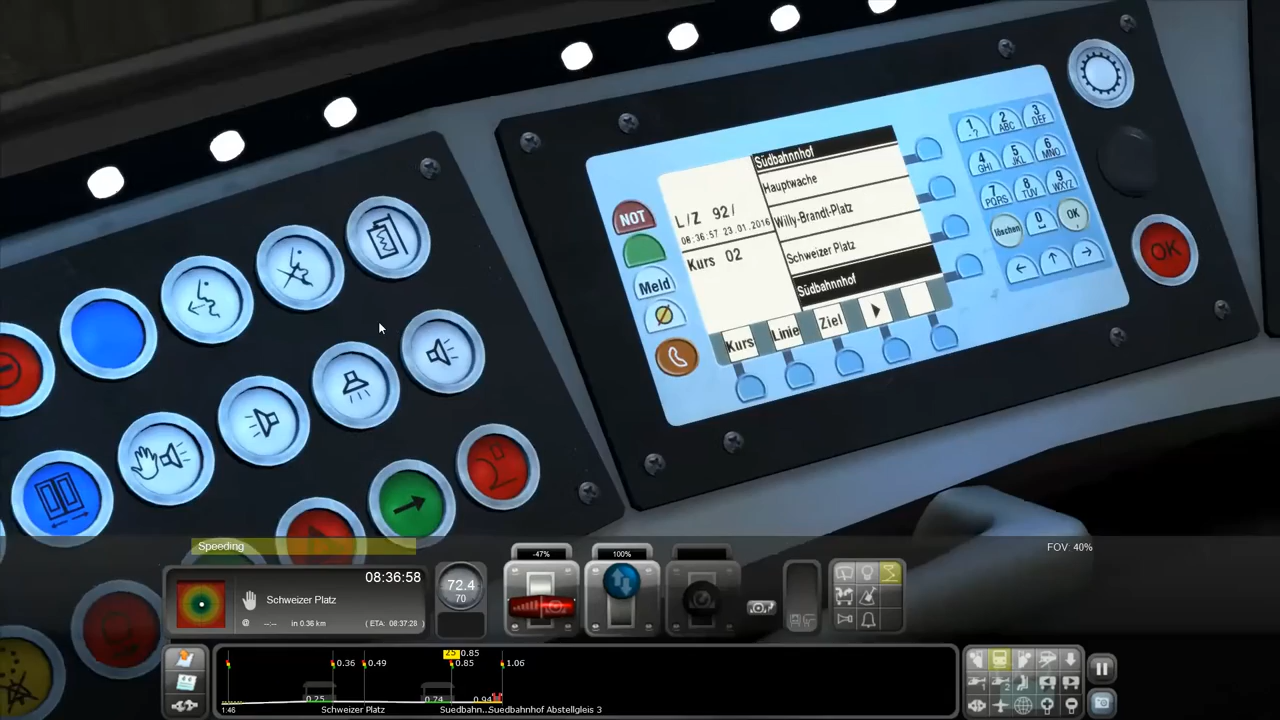 Südbahnnhof
Hauptwache
L/Z 92/
Willy-Brandt-Platz
08:36:57 23.01.2016
Schweizer Platz
Kurs 02
Südbahnnhof
Kurs
Linie
Ziel
NOT
Meld
1
.-?
2
ABC
3
DEF
4
GHI
5
JKL
6
MNO
7
PQRS
8
TUV
9
WXYZ
löschen
0
OK
OK
Speeding
FOV: 40%
08:36:58
Schweizer Platz
@ --:-- in 0.36 km ( ETA: 08:37:28 )
72.4
70
-47%
100%
25 0.85
0.36
0.49
0.85
1.06
0.25
0.74
0.94
1:46
Schweizer Platz
Suedbahn...Suedbahnhof Abstellgleis 3